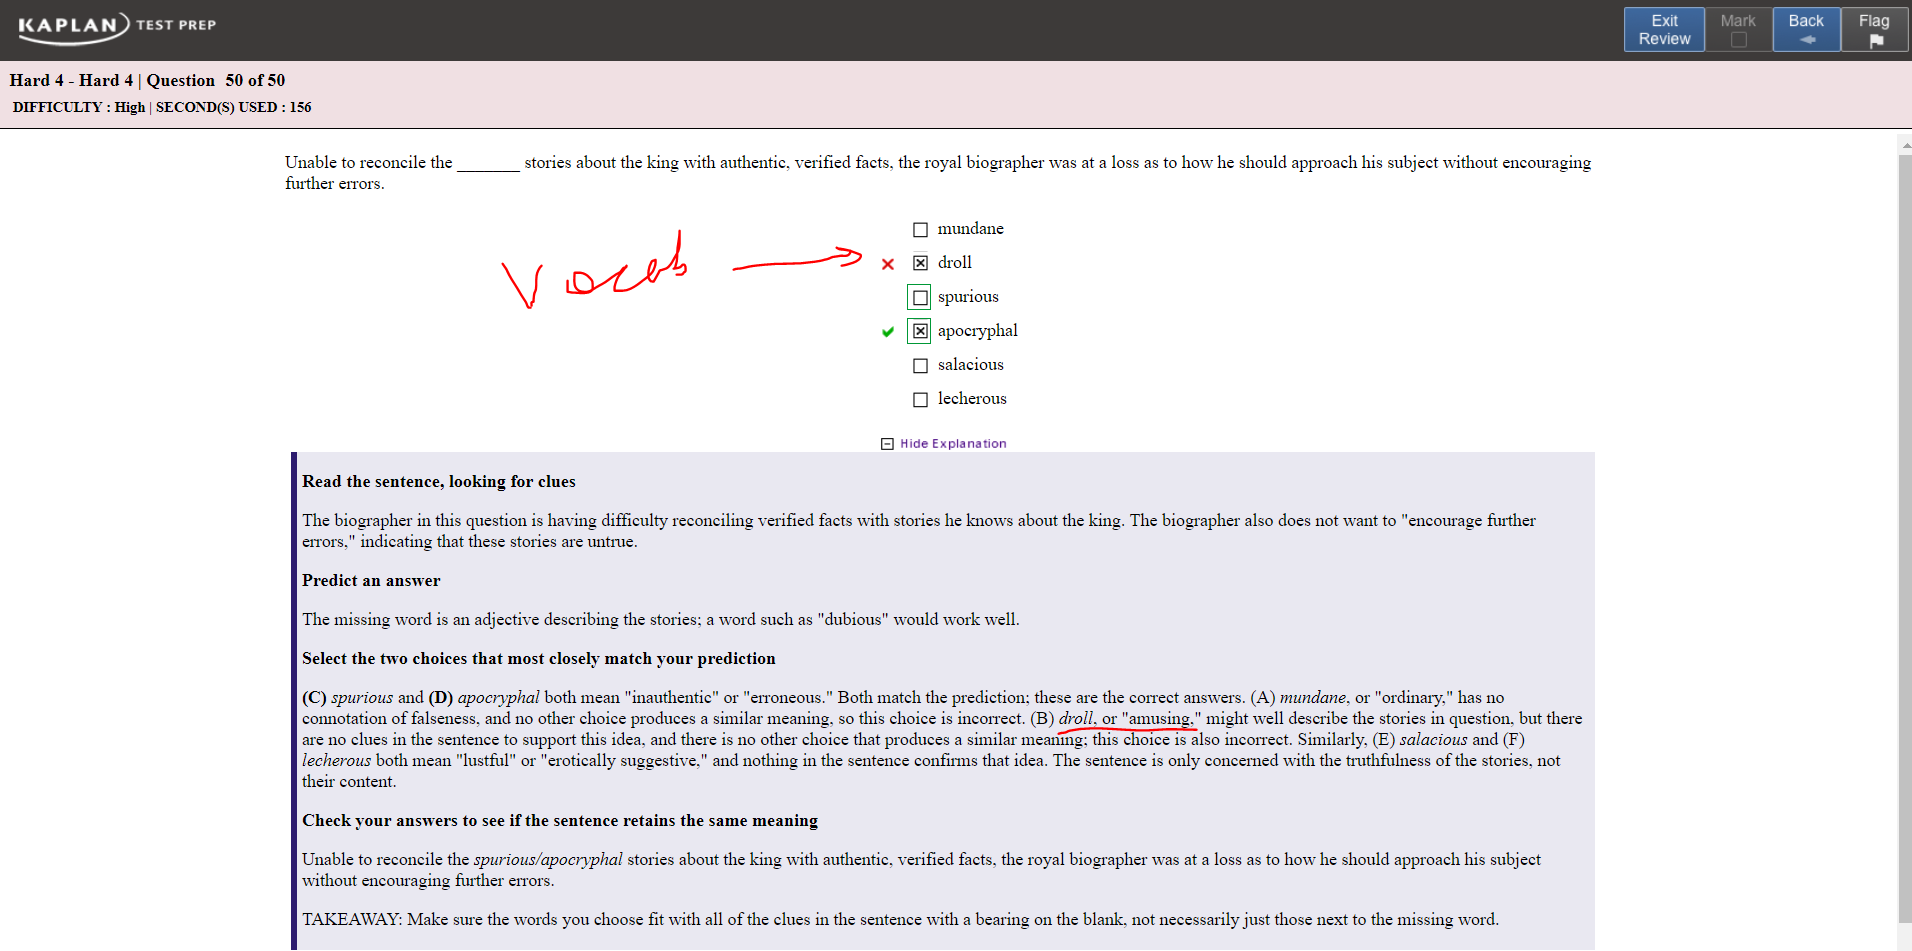 KAPLAN TEST PREP
Exit Review
Mark
Back
Flag
Hard 4 - Hard 4 | Question 50 of 50
DIFFICULTY : High | SECOND(S) USED : 156
Unable to reconcile the _______ stories about the king with authentic, verified facts, the royal biographer was at a loss as to how he should approach his subject without encouraging
further errors.
mundane
droll
spurious
apocryphal
salacious
lecherous
Vocab
Hide Explanation
Read the sentence, looking for clues
The biographer in this question is having difficulty reconciling verified facts with stories he knows about the king. The biographer also does not want to "encourage further
errors," indicating that these stories are untrue.
Predict an answer
The missing word is an adjective describing the stories; a word such as "dubious" would work well.
Select the two choices that most closely match your prediction
(C) spurious and (D) apocryphal both mean "inauthentic" or "erroneous." Both match the prediction; these are the correct answers. (A) mundane, or "ordinary," has no
connotation of falseness, and no other choice produces a similar meaning, so this choice is incorrect. (B) droll, or "amusing," might well describe the stories in question, but there
are no clues in the sentence to support this idea, and there is no other choice that produces a similar meaning; this choice is also incorrect. Similarly, (E) salacious and (F)
lecherous both mean "lustful" or "erotically suggestive," and nothing in the sentence confirms that idea. The sentence is only concerned with the truthfulness of the stories, not
their content.
Check your answers to see if the sentence retains the same meaning
Unable to reconcile the spurious/apocryphal stories about the king with authentic, verified facts, the royal biographer was at a loss as to how he should approach his subject
without encouraging further errors.
TAKEAWAY: Make sure the words you choose fit with all of the clues in the sentence with a bearing on the blank, not necessarily just those next to the missing word.